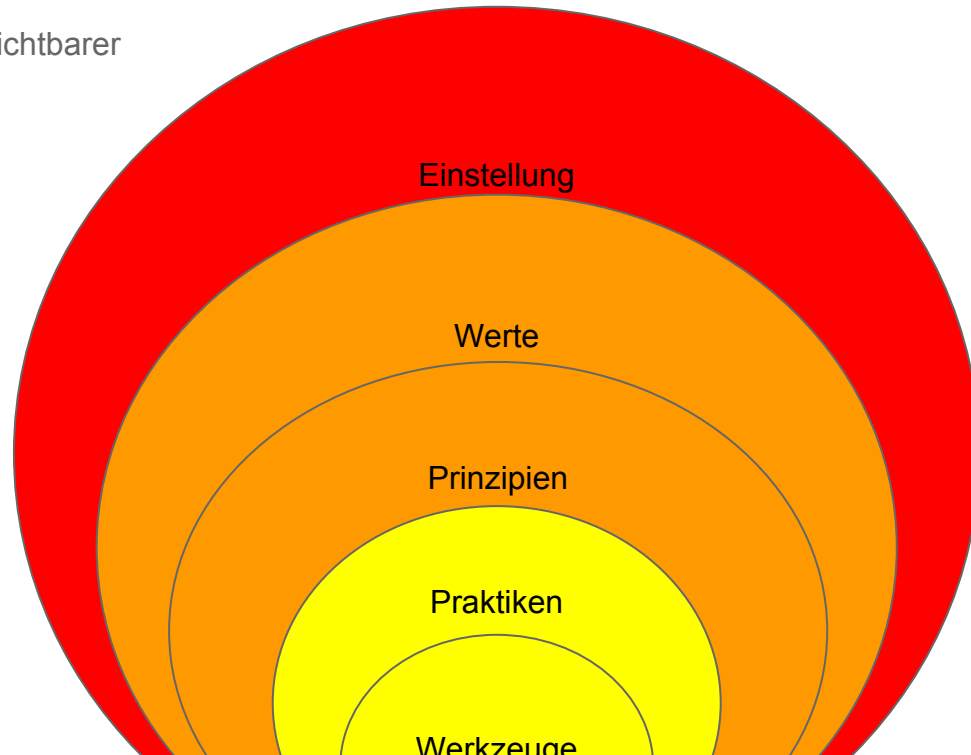 ichtbarer
Einstellung
Werte
Prinzipien
Praktiken
Werkzeuge